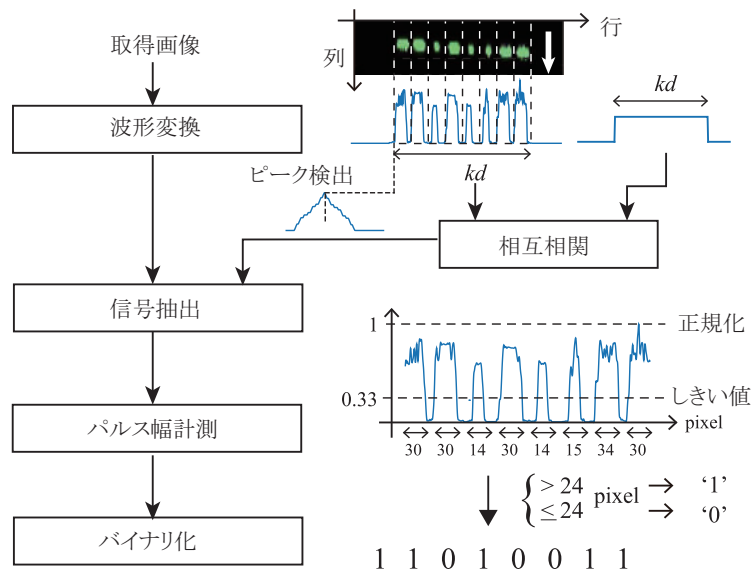 取得画像
行
列
波形変換
kd
ピーク検出
kd
相互相関
信号抽出
1
正規化
0.33
しきい値
pixel
30 30 14 30 14 15 34 30
パルス幅計測
> 24 pixel → ‘1’
≤ 24 → ‘0’
バイナリ化
1 1 0 1 0 0 1 1